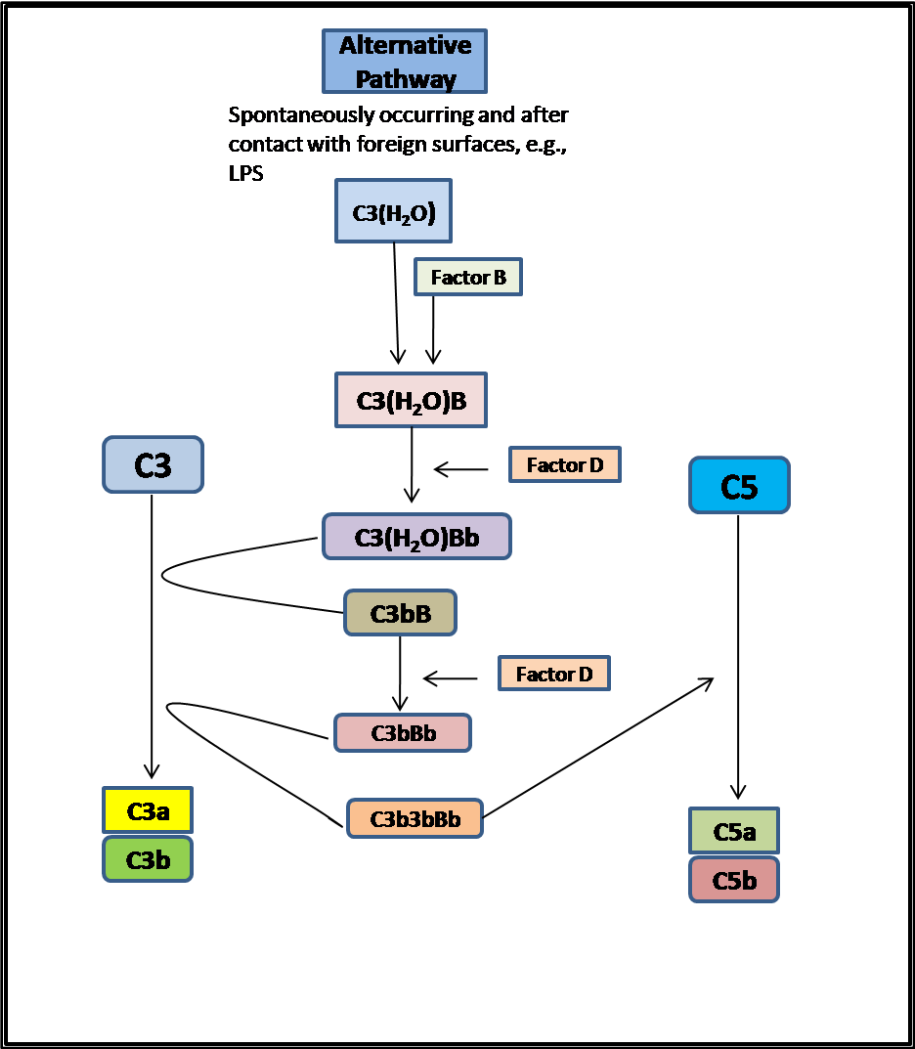 Alternative
Pathway
Spontaneously occurring and after
contact with foreign surfaces, e.g.,
LPS
C3(H₂O)
Factor B
C3(H₂O)B
C3
Factor D
C5
C3(H₂O)Bb
C3bB
Factor D
C3bBb
C3a
C3b3bBb
C5a
C3b
C5b